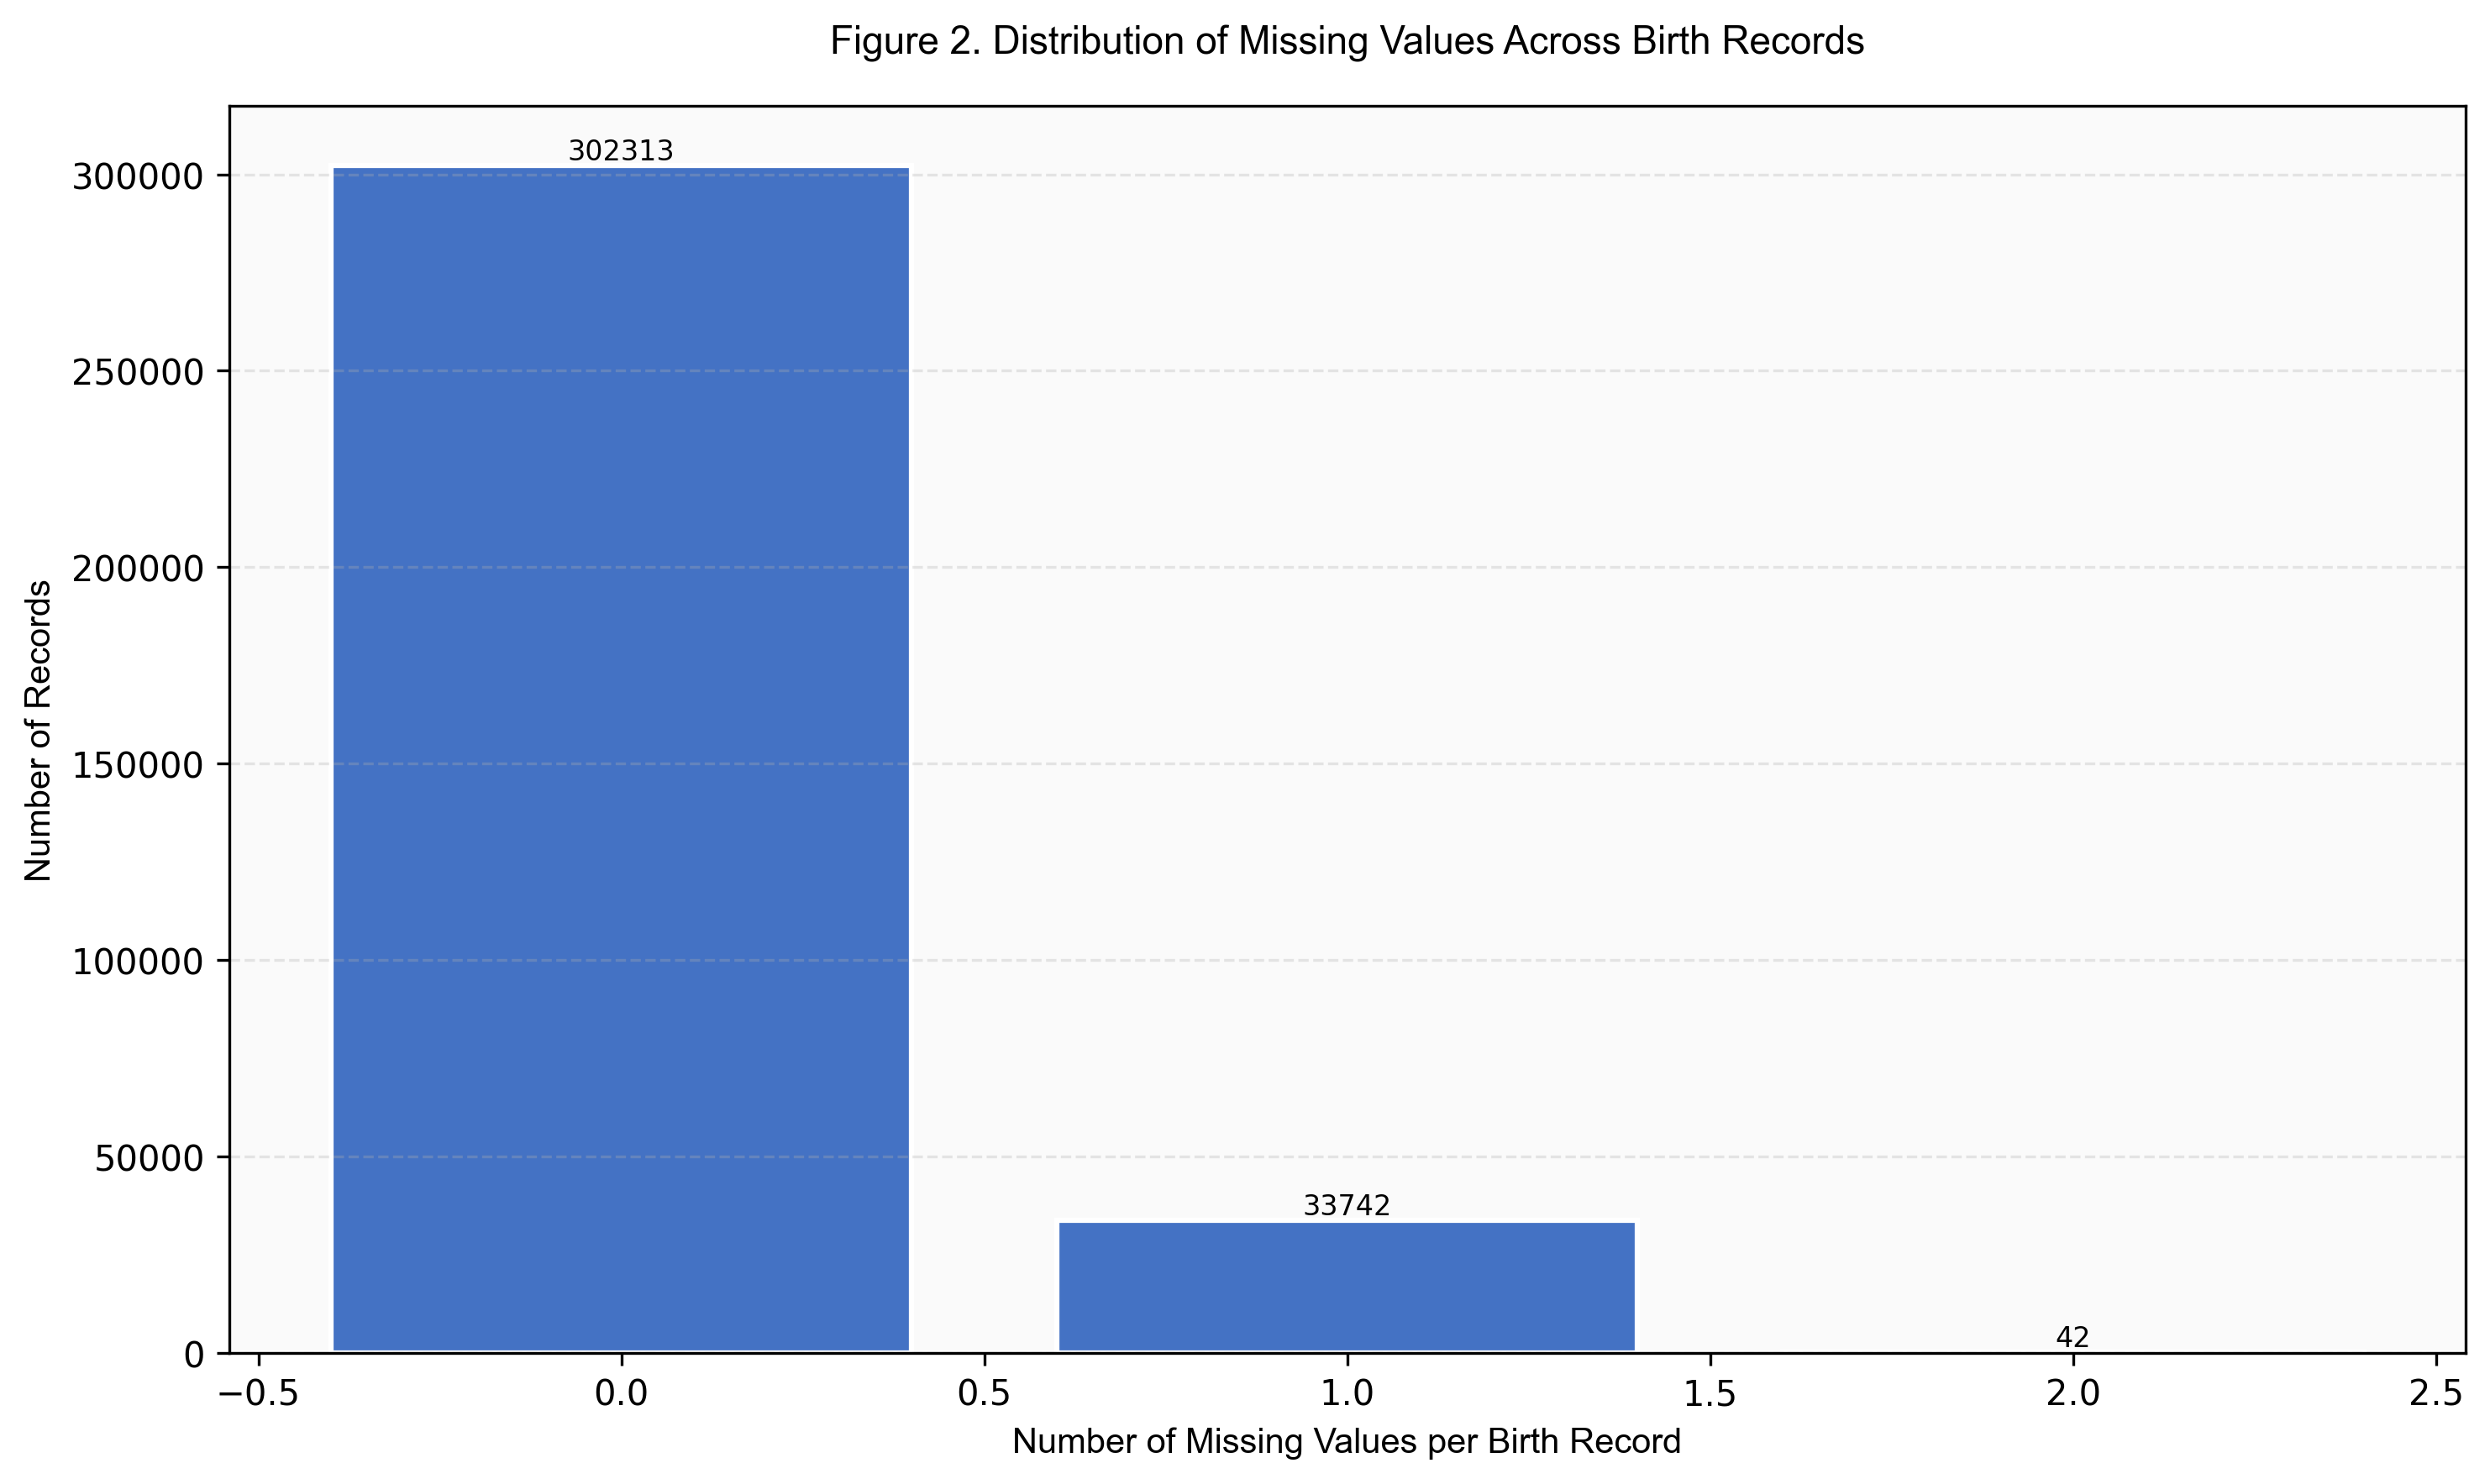 Figure 2. Distribution of Missing Values Across Birth Records
302313
300000
250000
200000
150000
100000
50000
0
Number of Records
33742
42
−0.5 0.0 0.5 1.0 1.5 2.0 2.5
Number of Missing Values per Birth Record